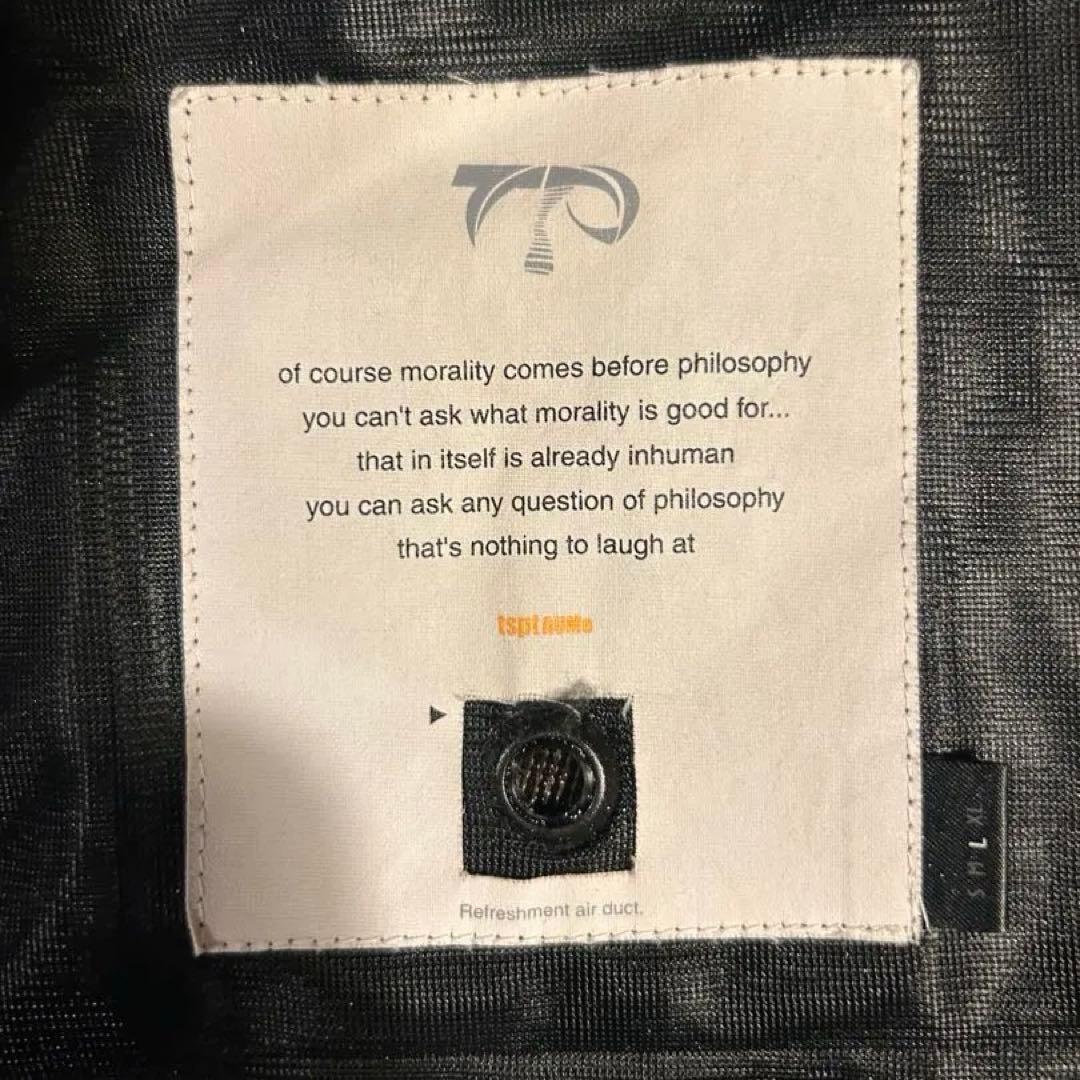 of course morality comes before philosophy
you can't ask what morality is good for...
that in itself is already inhuman
you can ask any question of philosophy
that's nothing to laugh at
Refreshment air duct.
S M L XL